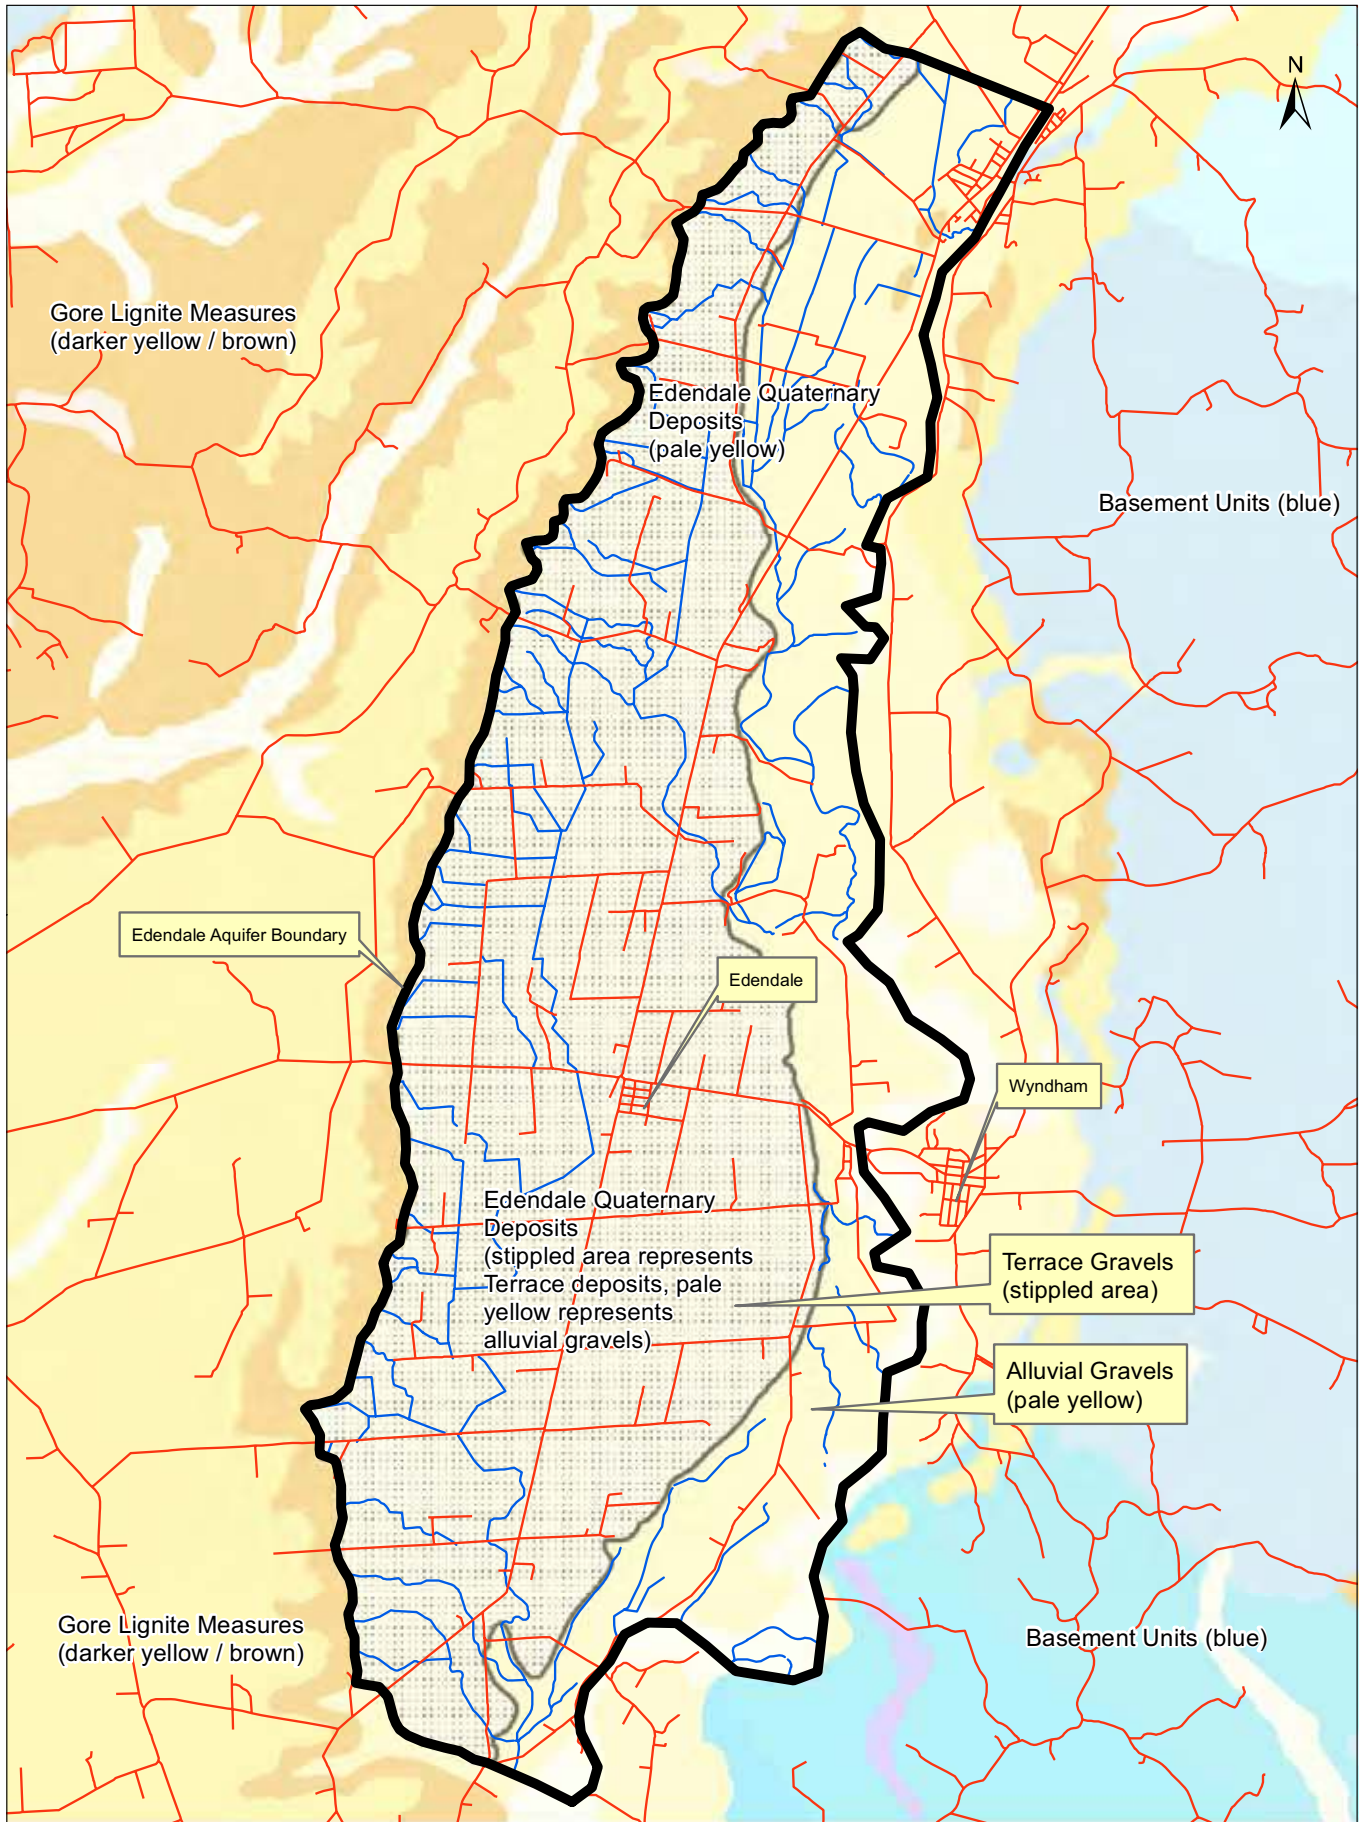 N
Gore Lignite Measures
(darker yellow / brown)
Edendale Quaternary
Deposits
(pale yellow)
Basement Units (blue)
Edendale Aquifer Boundary
Edendale
Wyndham
Edendale Quaternary
Deposits
(stippled area represents
Terrace deposits, pale
yellow represents
alluvial gravels)
Terrace Gravels
(stippled area)
Alluvial Gravels
(pale yellow)
Gore Lignite Measures
(darker yellow / brown)
Basement Units (blue)